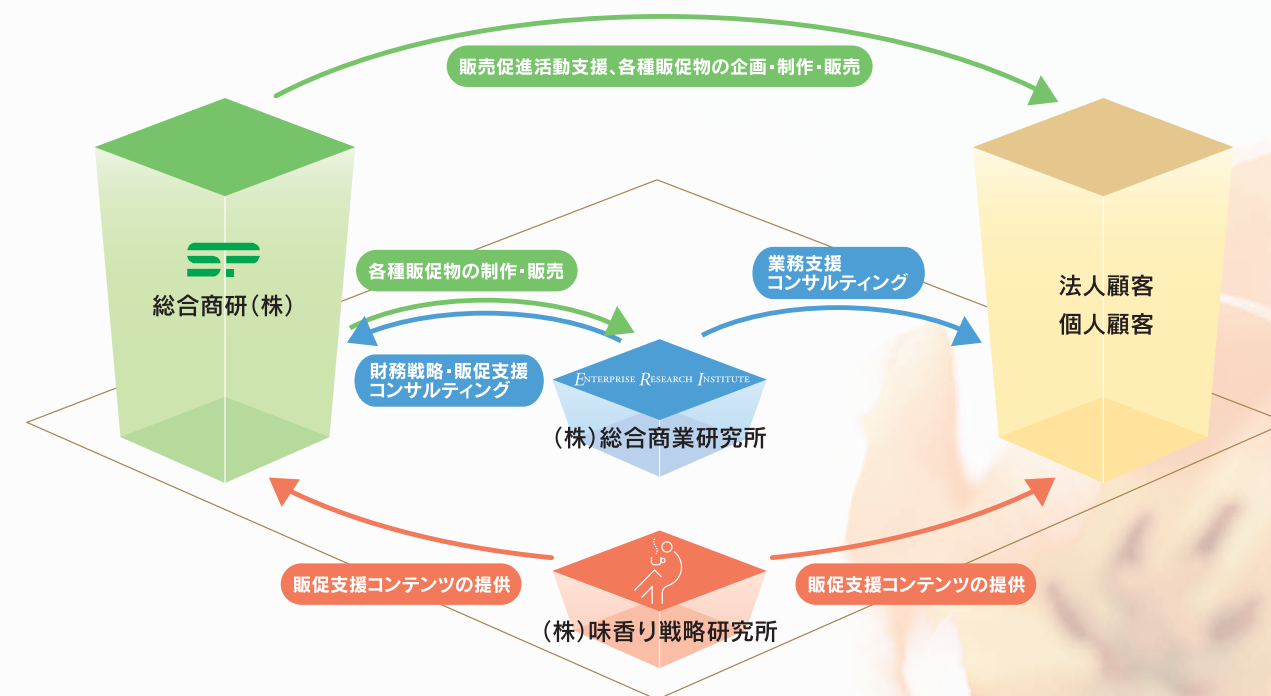 販売促進活動支援、各種販促物の企画・制作・販売
各種販促物の制作・販売
業務支援
コンサルティング
SP
総合商研(株)
法人顧客
個人顧客
財務戦略・販促支援
コンサルティング
ENTERPRISE RESEARCH INSTITUTE
(株)総合商業研究所
販促支援コンテンツの提供
販促支援コンテンツの提供
(株)味香り戦略研究所